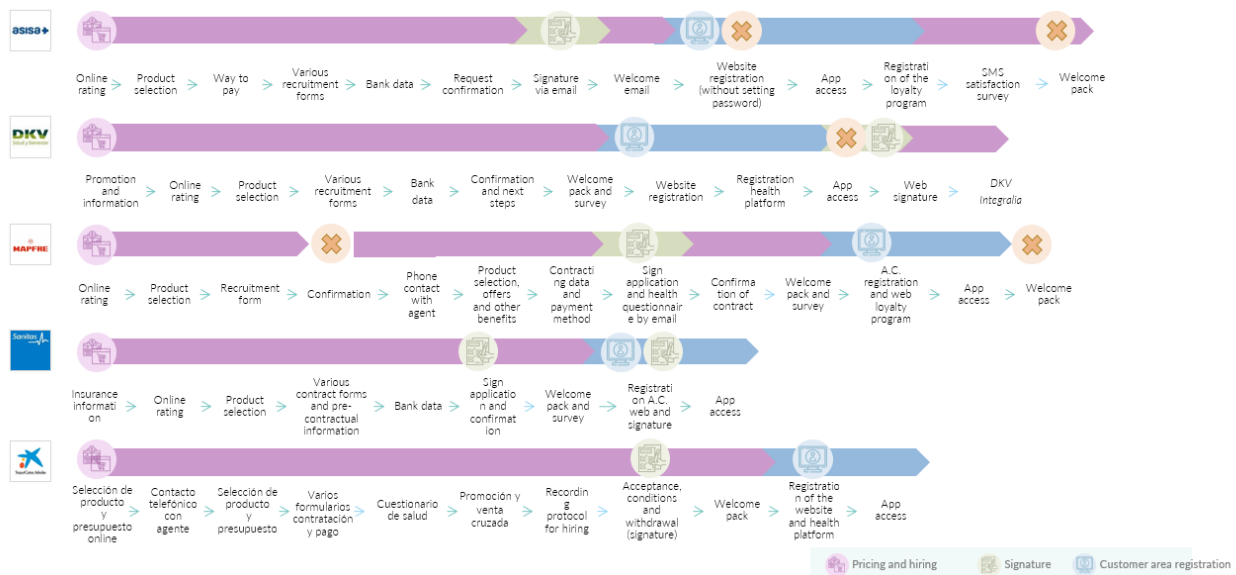 asisa+
Online
rating
Product
selection
Way to
pay
Various
recruitment
forms
Bank data
Request
confirmation
Signature
via email
Welcome
email
Website
registration
(without setting
password)
App
access
Registrati
on of the
loyalty
program
SMS
satisfaction
survey
Welcome
pack
DKV
Salud y bienestar
Promotion
and
information
Online
rating
Product
selection
Various
recruitment
forms
Bank
data
Confirmation
and next
steps
Welcome
pack and
survey
Website
registration
Registration
health
platform
App
access
Web
signature
DKV
Integralia
MAPFRE
Online
rating
Product
selection
Recruitment
form
Confirmation
Phone
contact
with
agent
Product
selection,
offers
and other
benefits
Contracti
ng data
and
payment
method
Sign
application
and health
questionnair
e by email
Confirma
tion of
contract
Welcome
pack and
survey
A.C.
registration
and web
loyalty
program
App
access
Welcome
pack
Sanitas
Insurance
informati
on
Online
rating
Product
selection
Various
contract forms
and pre-
contractual
information
Bank data
Sign
applicatio
n and
confirmat
ion
Welcome
pack and
survey
Registrati
on A.C.
web and
signature
App
access
SegurCaixa Adeslas
Selección de
producto
y
presupuesto
online
Contacto
telefónico
con
agente
Selección de
producto y
presupuesto
Varios
formularios
contratación
y pago
Cuestionario
de salud
Promoción y
venta
cruzada
Recordin
g
protocol
for hiring
Acceptance,
conditions
and
withdrawal
(signature)
Welcome
pack
Registratio
n of the
website
and health
platform
App
access
Pricing and hiring
Signature
Customer area registration